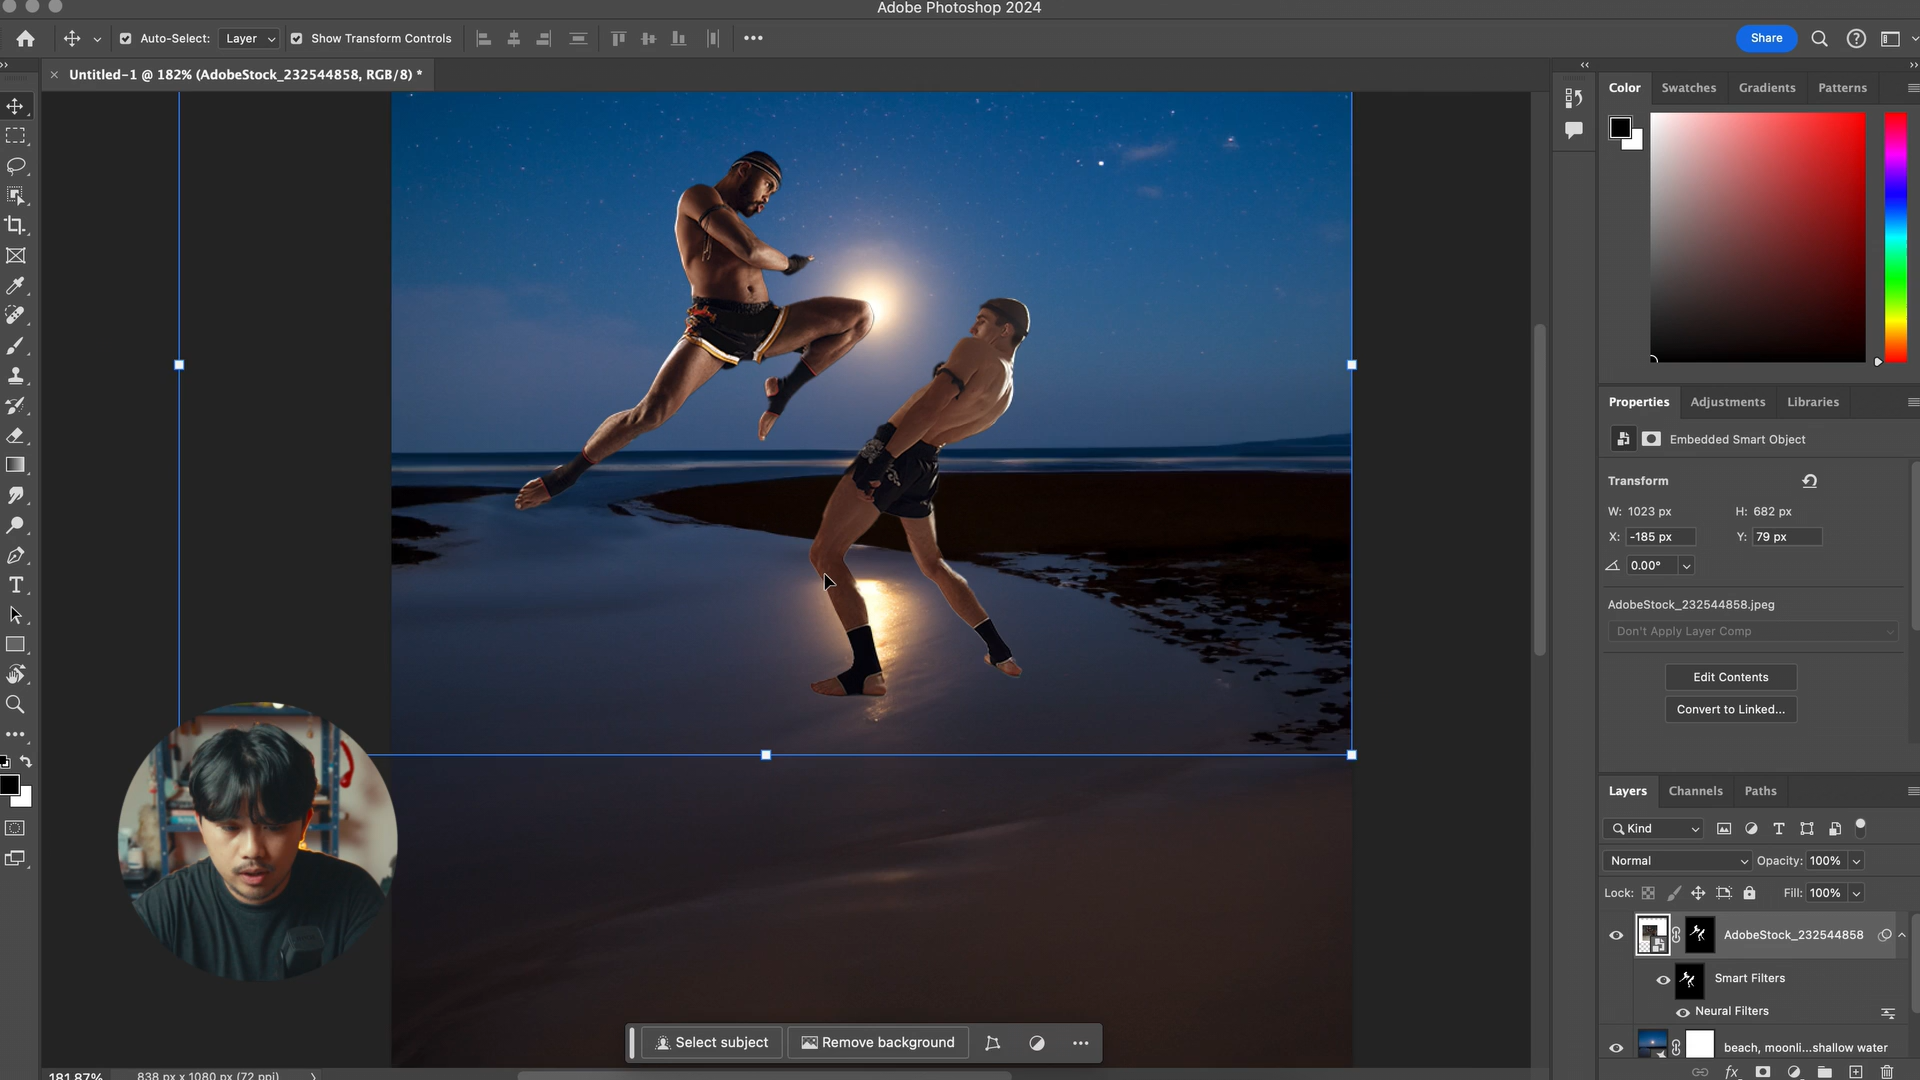 Adobe Photoshop 2024
Auto-Select: Layer Show Transform Controls
Share
Untitled-1 @ 182% (AdobeStock_232544858, RGB/8) *
Color Swatches Gradients Patterns
Properties Adjustments Libraries
Embedded Smart Object
Transform
W: 1023 px H: 682 px
X: -185 px Y: 79 px
0.00°
AdobeStock_232544858.jpeg
Don't Apply Layer Comp
Edit Contents
Convert to Linked...
Layers Channels Paths
Kind
Normal Opacity: 100%
Lock: Fill: 100%
AdobeStock_232544858
Smart Filters
Neural Filters
beach, moonli...shallow water
fx
Select subject Remove background
181.87% 838 px x 1080 px (72 ppi)